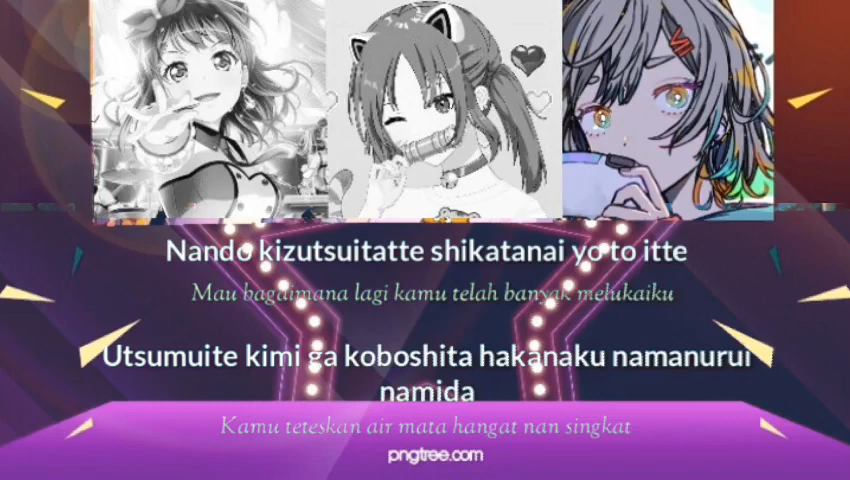 Nando kizutsuitatte shikatanai yo to itte
Mau bagaimana lagi kamu telah banyak melukaiku
Utsumuite kimi ga koboshita hakanaku namanurui
namida
Kamu teteskan air mata hangat nan singkat
pngtree.com